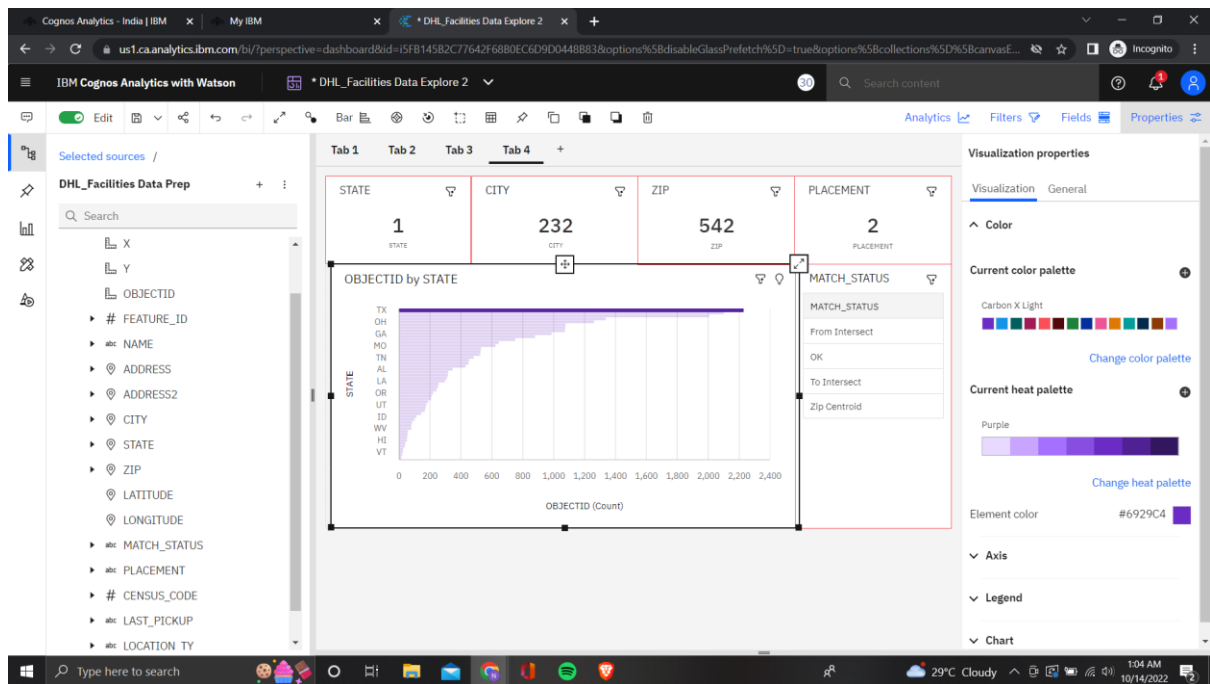 Cognos Analytics - India | IBM
My IBM
* DHL_Facilities Data Explore 2
us1.ca.analytics.ibm.com/bi/?perspective=dashboard&id=i5FB145B2C77642F68B0EC6D9D0448B83&options%5BdisableGlassPrefetch%5D=true&options%5Bcollections%5D%5BcanvasE...
Incognito
IBM Cognos Analytics with Watson
* DHL_Facilities Data Explore 2
30
Search content
Edit
Bar
Analytics
Filters
Fields
Properties
Selected sources /
DHL_Facilities Data Prep
Search
X
Y
OBJECTID
# FEATURE_ID
abc NAME
ADDRESS
ADDRESS2
CITY
STATE
ZIP
LATITUDE
LONGITUDE
abc MATCH_STATUS
abc PLACEMENT
# CENSUS_CODE
abc LAST_PICKUP
abc LOCATION_TY
Tab 1 Tab 2 Tab 3 Tab 4 +
STATE
1
STATE
CITY
232
CITY
ZIP
542
ZIP
PLACEMENT
2
PLACEMENT
OBJECTID by STATE
STATE
TX
OH
GA
MO
TN
AL
LA
OR
UT
ID
WV
HI
VT
0 200 400 600 800 1,000 1,200 1,400 1,600 1,800 2,000 2,200 2,400
OBJECTID (Count)
MATCH_STATUS
MATCH_STATUS
From Intersect
OK
To Intersect
Zip Centroid
Visualization properties
Visualization General
Color
Current color palette
Carbon X Light
Change color palette
Current heat palette
Purple
Change heat palette
Element color #6929C4
Axis
Legend
Chart
Type here to search
29°C Cloudy
1:04 AM
10/14/2022
2